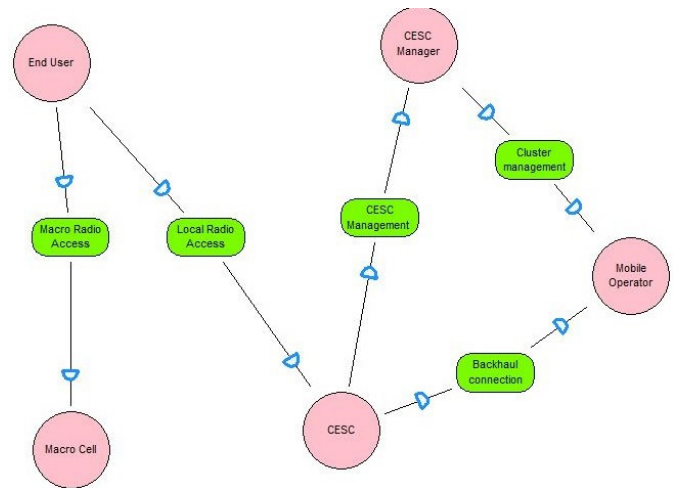 End User
CESC
Manager
Cluster
management
Macro Radio
Access
Local Radio
Access
CESC
Management
Mobile
Operator
Backhaul
connection
Macro Cell
CESC